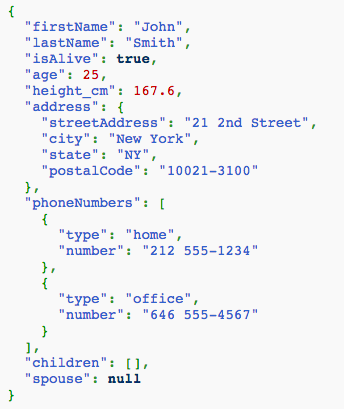 {
  "firstName": "John",
  "lastName": "Smith",
  "isAlive": true,
  "age": 25,
  "height_cm": 167.6,
  "address": {
    "streetAddress": "21 2nd Street",
    "city": "New York",
    "state": "NY",
    "postalCode": "10021-3100"
  },
  "phoneNumbers": [
    {
      "type": "home",
      "number": "212 555-1234"
    },
    {
      "type": "office",
      "number": "646 555-4567"
    }
  ],
  "children": [],
  "spouse": null
}